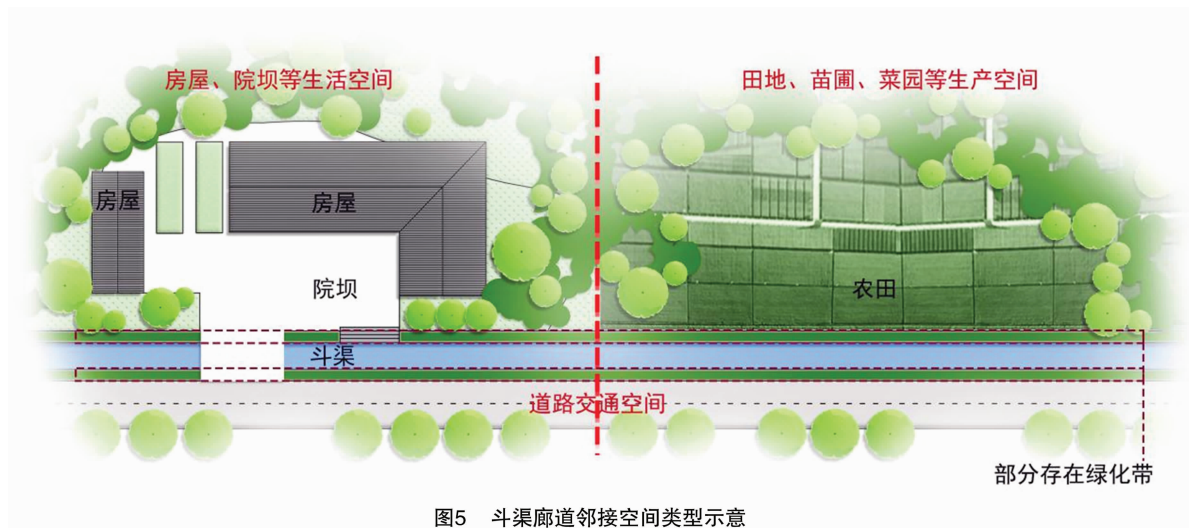 房屋、院坝等生活空间
田地、苗圃、菜园等生产空间
房屋
房屋
院坝
农田
斗渠
道路交通空间
部分存在绿化带
图5 斗渠廊道邻接空间类型示意